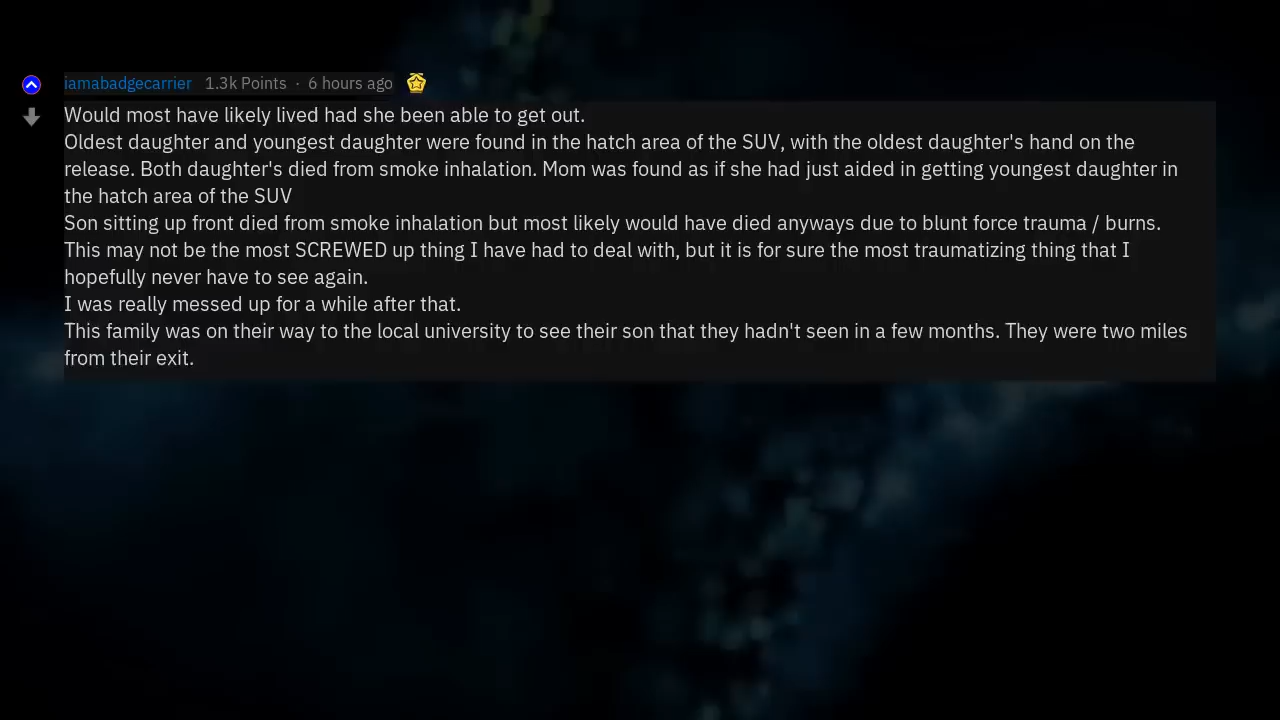 iamabadgecarrier 1.3k Points · 6 hours ago
Would most have likely lived had she been able to get out.
Oldest daughter and youngest daughter were found in the hatch area of the SUV, with the oldest daughter's hand on the
release. Both daughter's died from smoke inhalation. Mom was found as if she had just aided in getting youngest daughter in
the hatch area of the SUV
Son sitting up front died from smoke inhalation but most likely would have died anyways due to blunt force trauma / burns.
This may not be the most SCREWED up thing I have had to deal with, but it is for sure the most traumatizing thing that I
hopefully never have to see again.
I was really messed up for a while after that.
This family was on their way to the local university to see their son that they hadn't seen in a few months. They were two miles
from their exit.